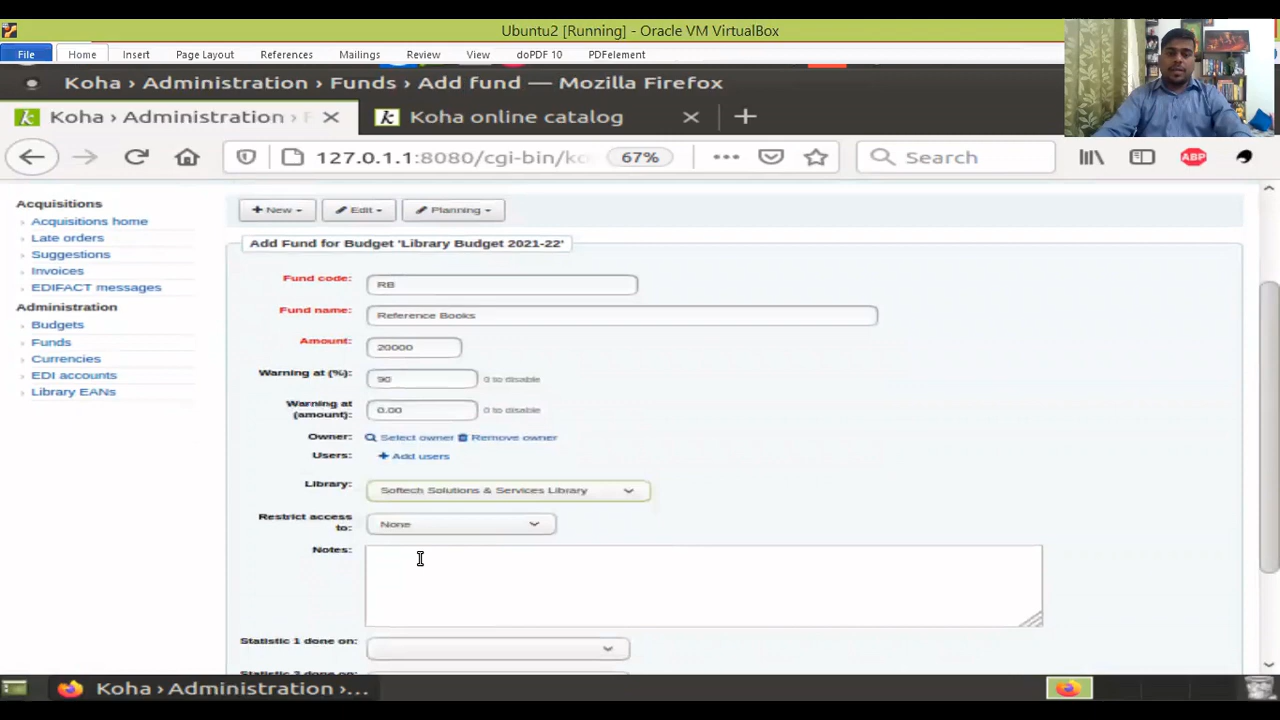 Ubuntu2 [Running] - Oracle VM VirtualBox
File Home Insert Page Layout References Mailings Review View doPDF 10 PDFelement
Koha › Administration › Funds › Add fund — Mozilla Firefox
Koha › Administration › Koha online catalog
127.0.1.1:8080/cgi-bin/ko 67% Search ABP
Acquisitions
Acquisitions home
Late orders
Suggestions
Invoices
EDIFACT messages
Administration
Budgets
Funds
Currencies
EDI accounts
Library EANs
+ New Edit Planning
Add Fund for Budget 'Library Budget 2021-22'
Fund code: RB
Fund name: Reference Books
Amount: 20000
Warning at (%): 90 0 to disable
Warning at
(amount): 0.00 0 to disable
Owner: Select owner Remove owner
Users: + Add users
Library: Softech Solutions & Services Library
Restrict access
to: None
Notes:
Statistic 1 done on:
Koha › Administration ›...